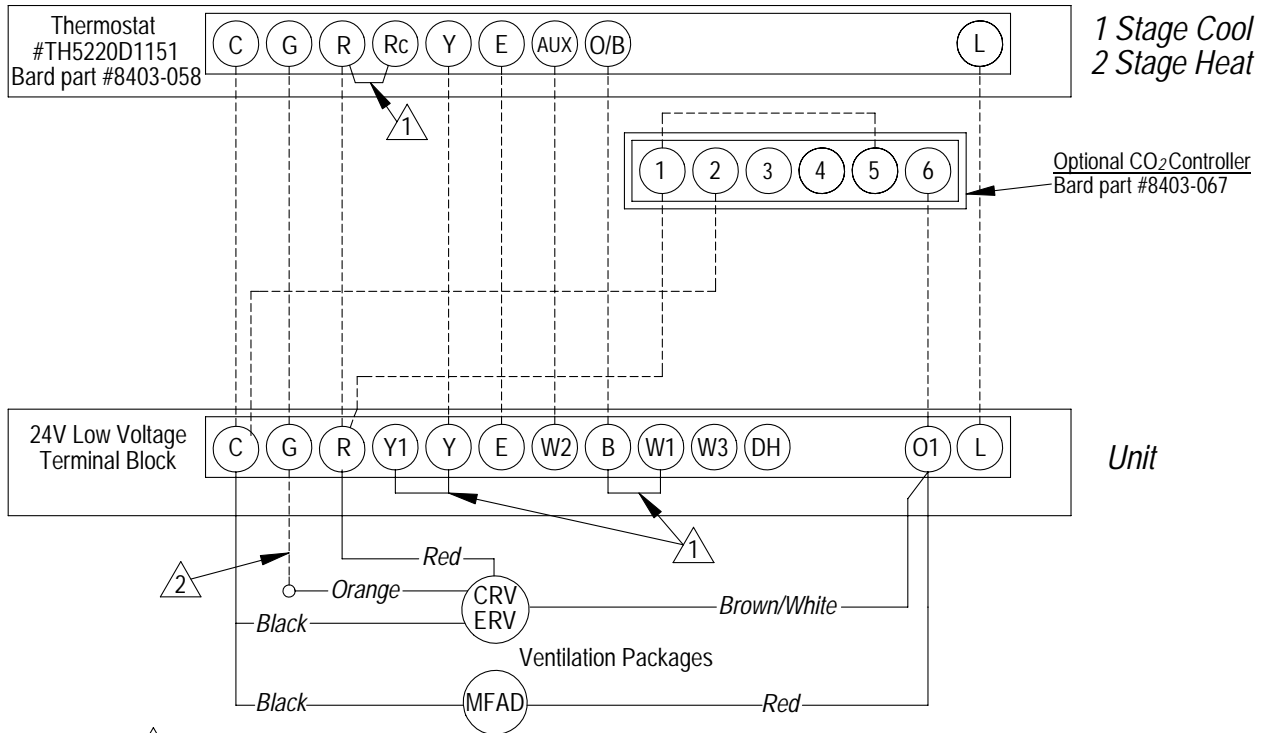 Thermostat
#TH5220D1151
Bard part #8403-058
C G R Rc Y E AUX O/B L
1 Stage Cool
2 Stage Heat
1
1 2 3 4 5 6
Optional CO₂ Controller
Bard part #8403-067
24V Low Voltage
Terminal Block
C G R Y1 Y E W2 B W1 W3 DH O1 L
Unit
1
2
Red
Orange
CRV
ERV
Brown/White
Black
Ventilation Packages
Black
MFAD
Red